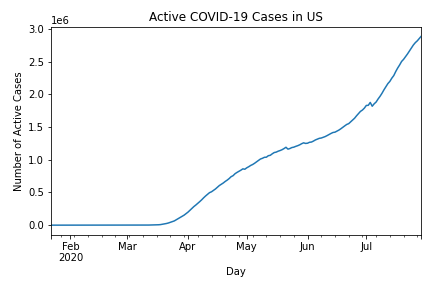 Active COVID-19 Cases in US
1e6
3.0
2.5
2.0
1.5
1.0
0.5
0.0
Number of Active Cases
Feb Mar Apr May Jun Jul
2020
Day